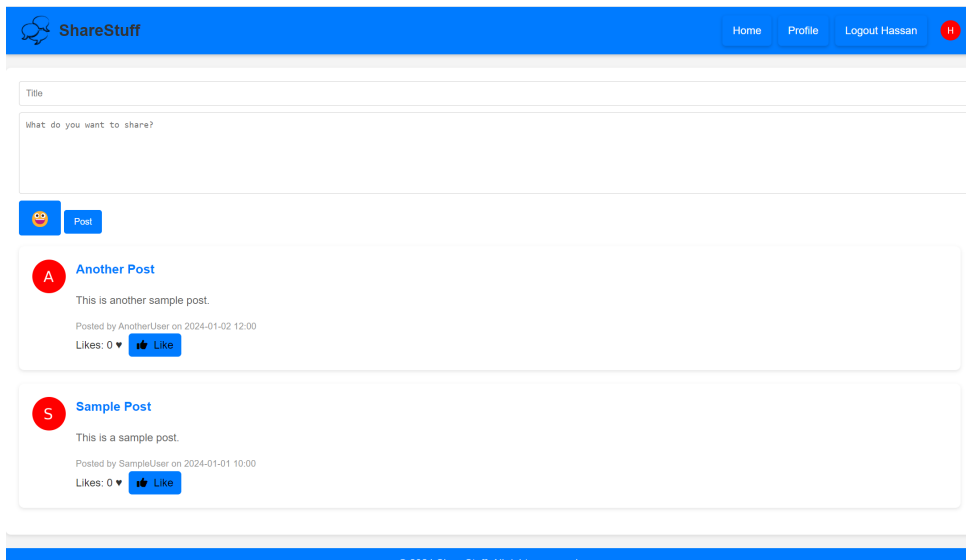 ShareStuff
Home Profile Logout Hassan H
Title
What do you want to share?
Post
A
Another Post
This is another sample post.
Posted by AnotherUser on 2024-01-02 12:00
Likes: 0 ♥ Like
S
Sample Post
This is a sample post.
Posted by SampleUser on 2024-01-01 10:00
Likes: 0 ♥ Like